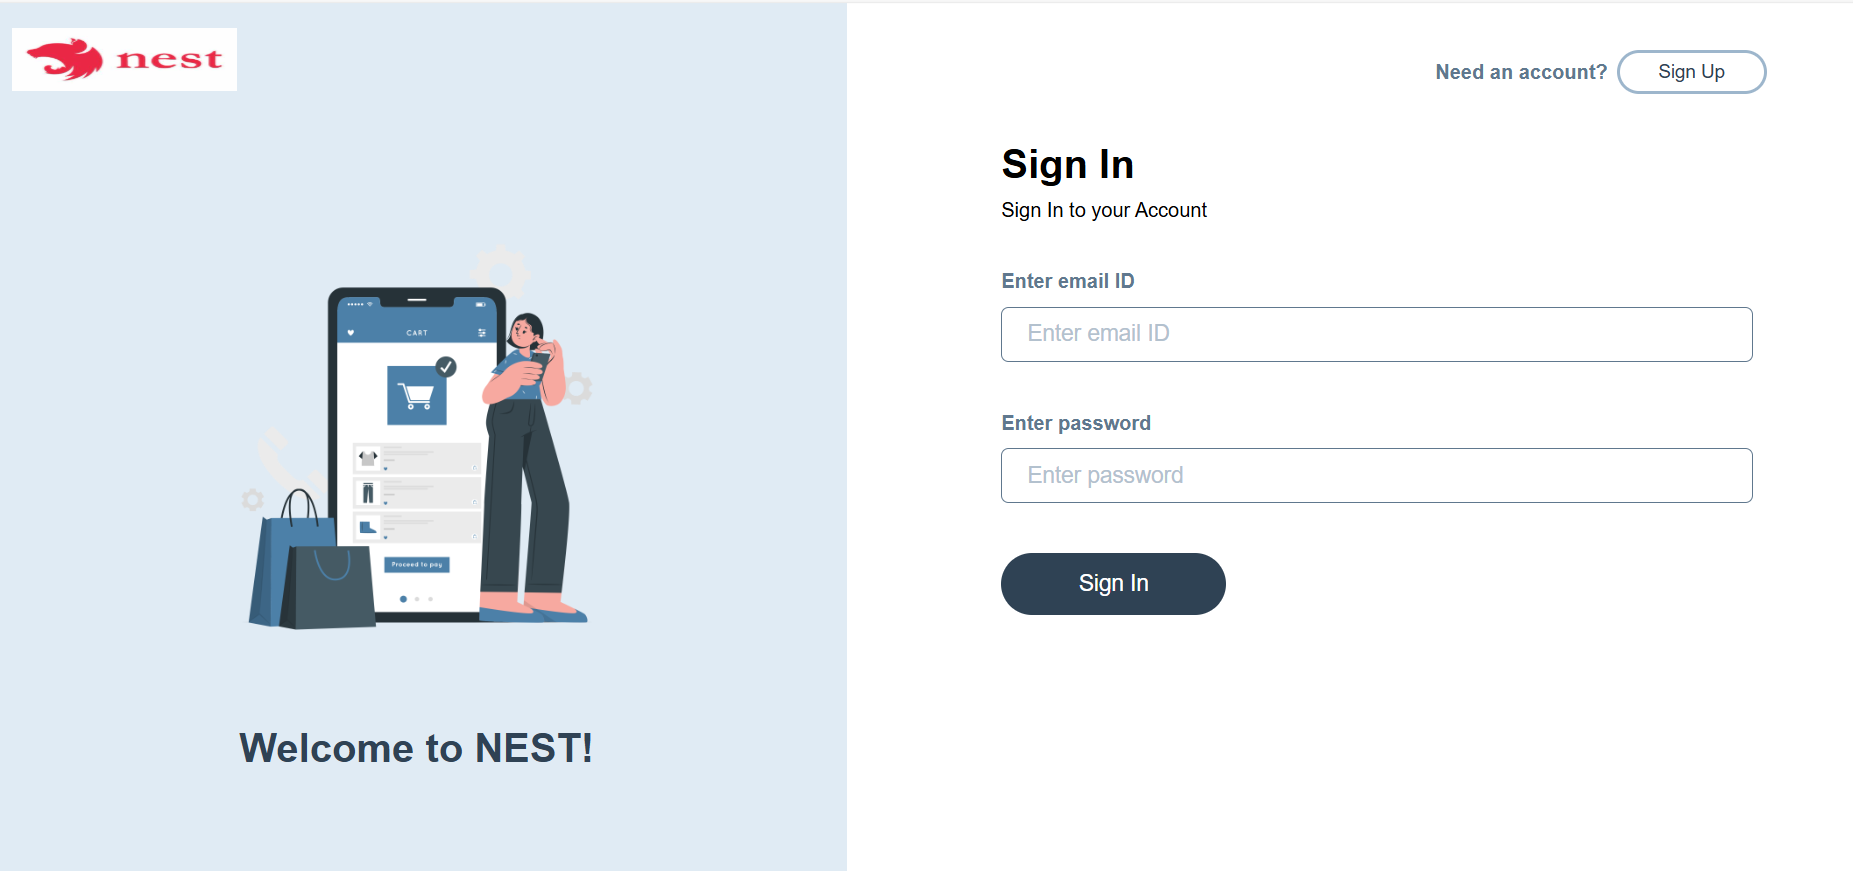 nest
Need an account? Sign Up
Sign In
Sign In to your Account
Enter email ID
Enter email ID
Enter password
Enter password
Sign In
CART
Proceed to pay
Welcome to NEST!